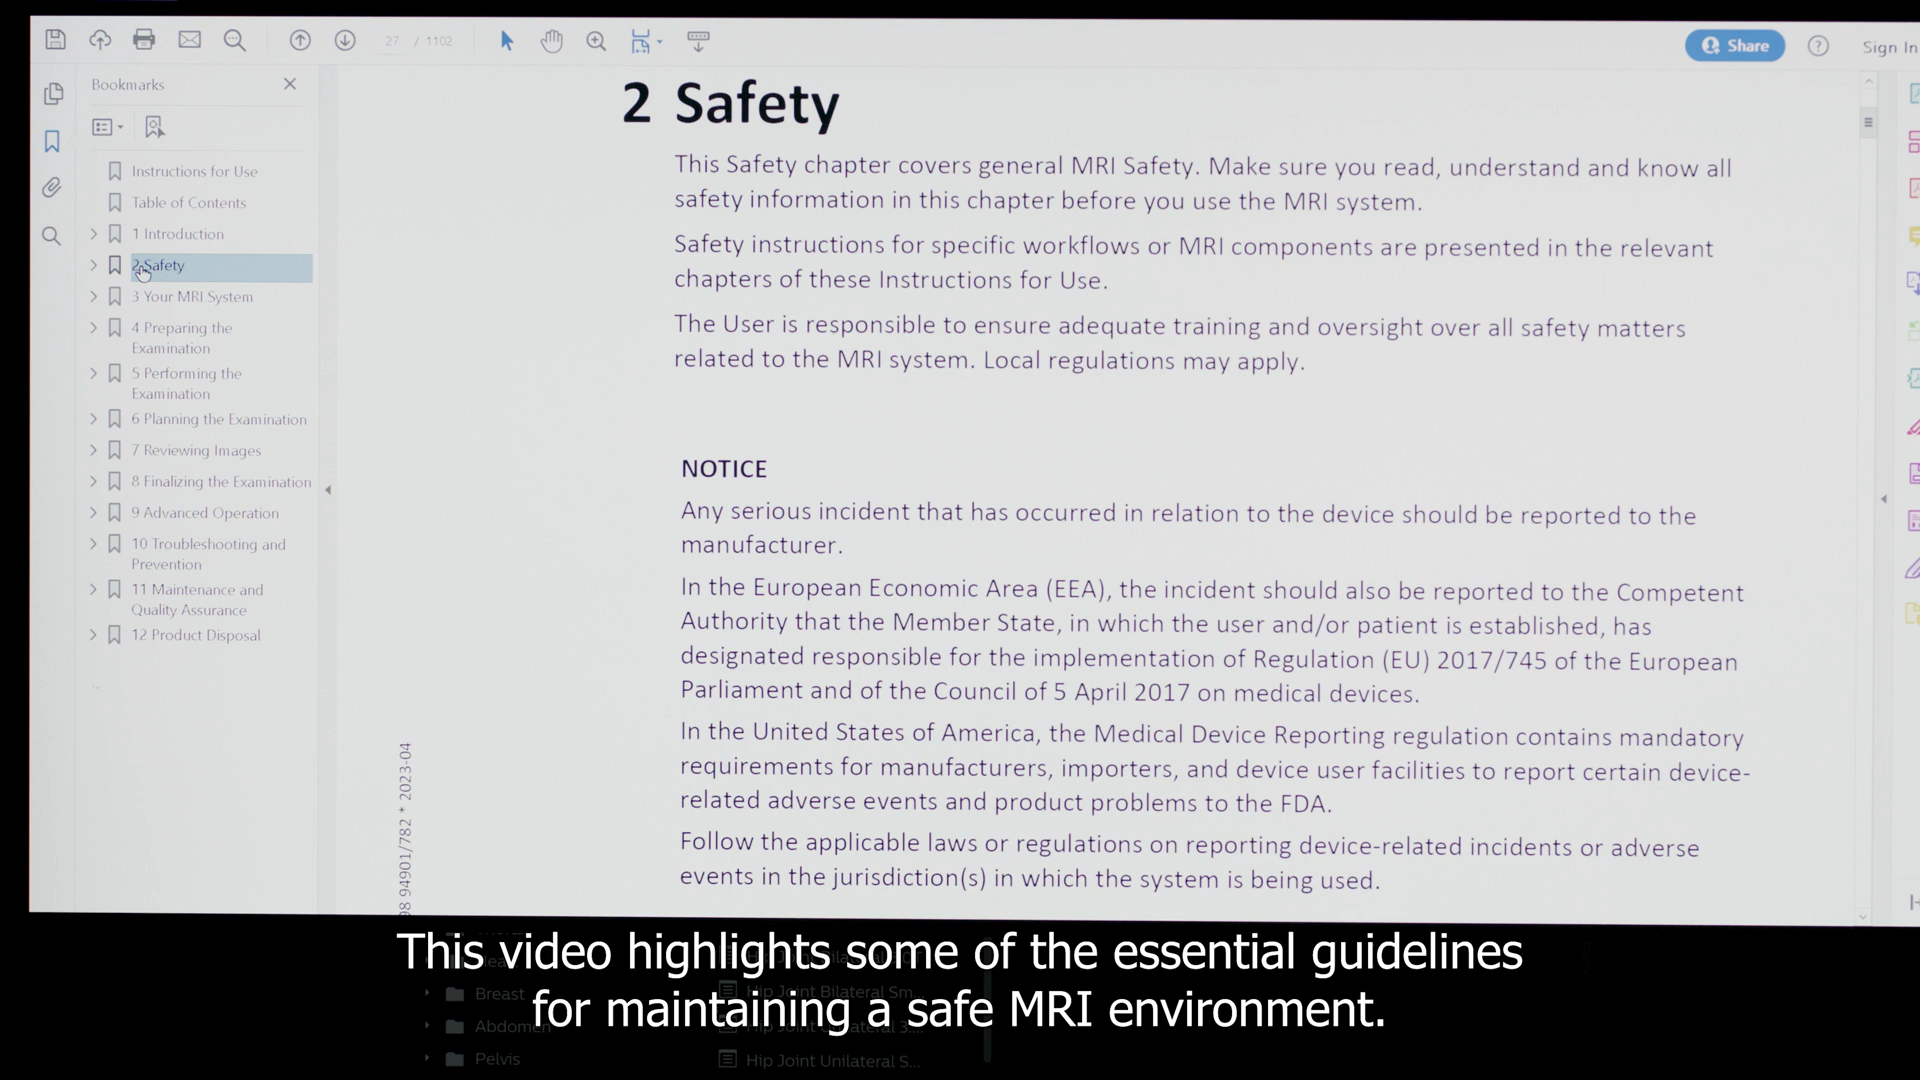 27 / 1102
Share
Sign In
Bookmarks
Instructions for Use
Table of Contents
1 Introduction
2 Safety
3 Your MRI System
4 Preparing the
Examination
5 Performing the
Examination
6 Planning the Examination
7 Reviewing Images
8 Finalizing the Examination
9 Advanced Operation
10 Troubleshooting and
Prevention
11 Maintenance and
Quality Assurance
12 Product Disposal
2 Safety
This Safety chapter covers general MRI Safety. Make sure you read, understand and know all
safety information in this chapter before you use the MRI system.
Safety instructions for specific workflows or MRI components are presented in the relevant
chapters of these Instructions for Use.
The User is responsible to ensure adequate training and oversight over all safety matters
related to the MRI system. Local regulations may apply.
NOTICE
Any serious incident that has occurred in relation to the device should be reported to the
manufacturer.
In the European Economic Area (EEA), the incident should also be reported to the Competent
Authority that the Member State, in which the user and/or patient is established, has
designated responsible for the implementation of Regulation (EU) 2017/745 of the European
Parliament and of the Council of 5 April 2017 on medical devices.
In the United States of America, the Medical Device Reporting regulation contains mandatory
requirements for manufacturers, importers, and device user facilities to report certain device-
related adverse events and product problems to the FDA.
Follow the applicable laws or regulations on reporting device-related incidents or adverse
events in the jurisdiction(s) in which the system is being used.
98 94901/782 * 2023-04
This video highlights some of the essential guidelines
for maintaining a safe MRI environment.
Breast
Hip Joint Bilateral Sm...
Abdomen
Pelvis
Hip Joint Unilateral S...